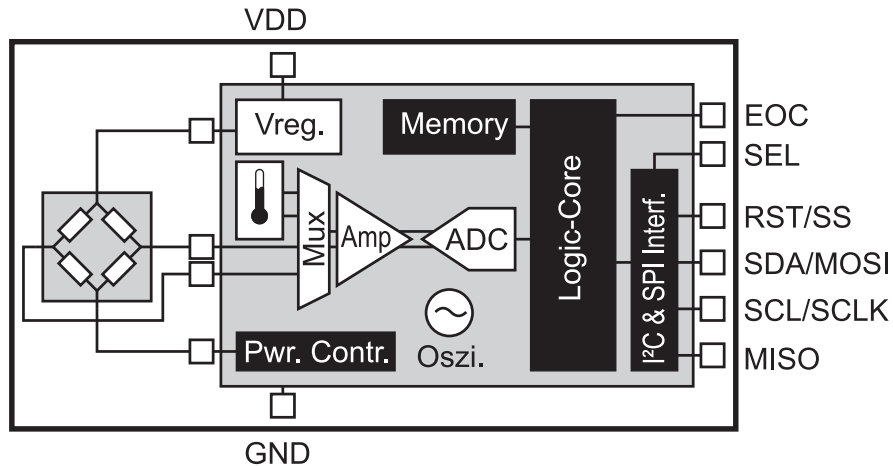 VDD
Vreg.
Memory
EOC
SEL
RST/SS
SDA/MOSI
SCL/SCLK
MISO
Mux
Amp
ADC
Logic-Core
I²C & SPI Interf.
Pwr. Contr.
Oszi.
GND